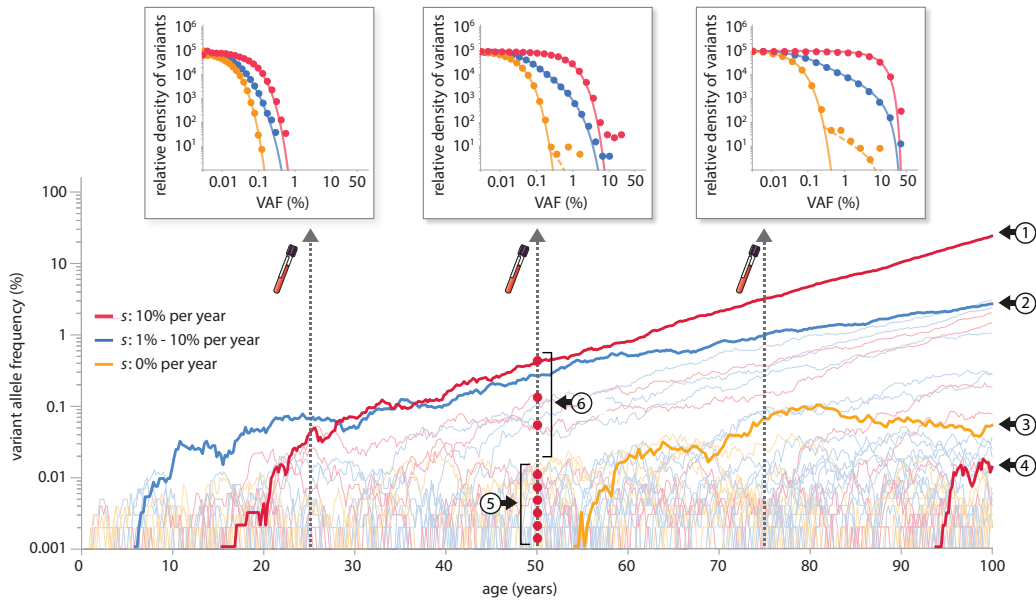 relative density of variants
10⁶
10⁵
10⁴
10³
10²
10¹
0.01 0.1 1 10 50
VAF (%)
relative density of variants
10⁶
10⁵
10⁴
10³
10²
10¹
0.01 0.1 1 10 50
VAF (%)
relative density of variants
10⁶
10⁵
10⁴
10³
10²
10¹
0.01 0.1 1 10 50
VAF (%)
variant allele frequency (%)
100
10
1
0.1
0.01
0.001
s: 10% per year
s: 1% - 10% per year
s: 0% per year
1
2
6
3
4
5
0 10 20 30 40 50 60 70 80 90 100
age (years)